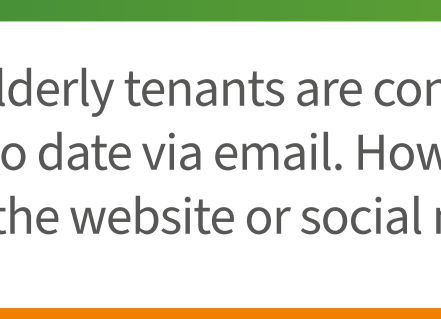 lderly tenants are con
o date via email. How
the website or social